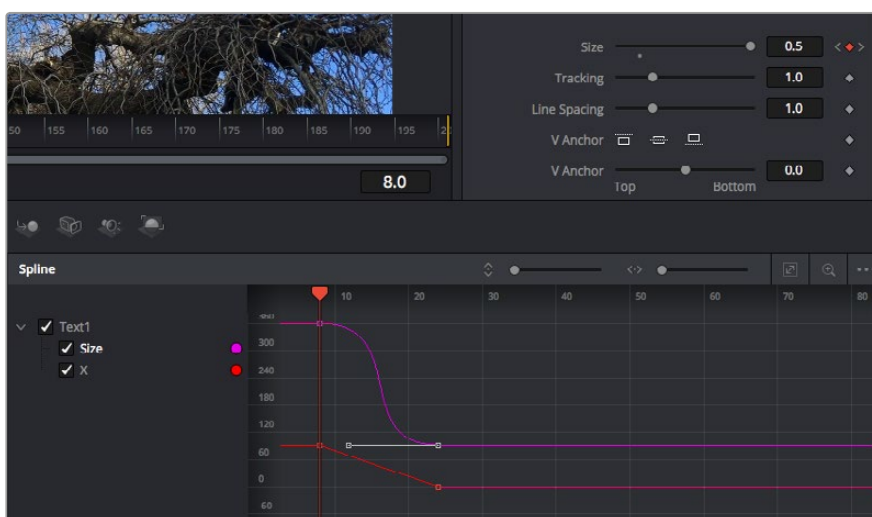 Size 0.5
Tracking 1.0
Line Spacing 1.0
V Anchor
V Anchor 0.0
Top Bottom
50 155 160 165 170 175 180 185 190 195
8.0
Spline
10 20 30 40 50 60 70 80
Text1
Size
X
300
240
180
120
60
0
60